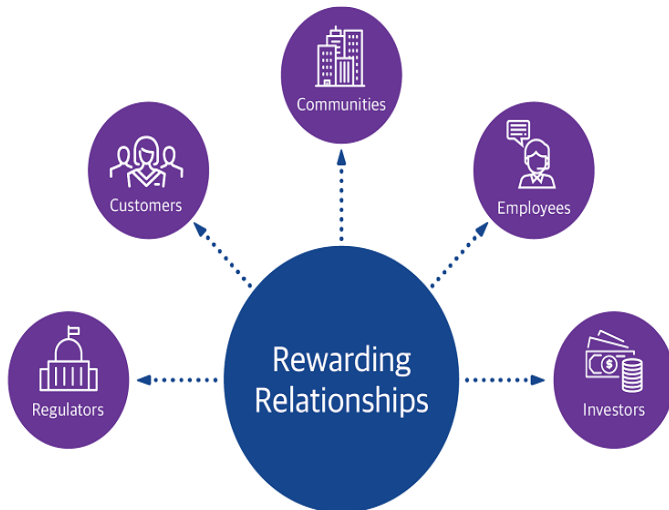 Communities
Customers
Employees
Rewarding
Relationships
Regulators
Investors